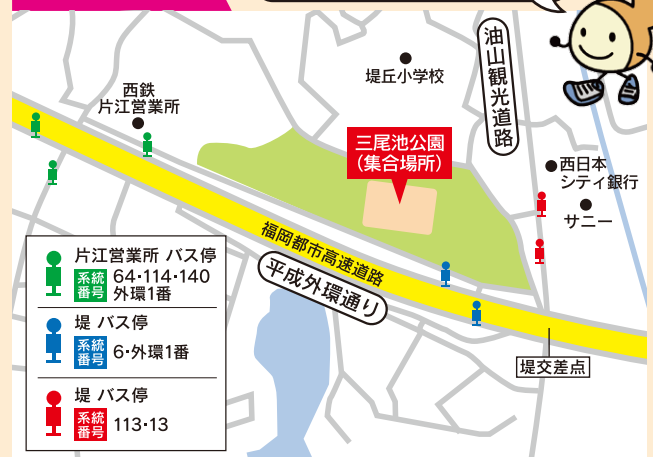 堤丘小学校
油山観光道路
西鉄
片江営業所
三尾池公園
（集合場所）
西日本
シティ銀行
サニー
福岡都市高速道路
平成外環通り
堤交差点
片江営業所 バス停
系統
番号
64・114・140
外環1番
堤 バス停
系統
番号
6・外環1番
堤 バス停
系統
番号
113・13